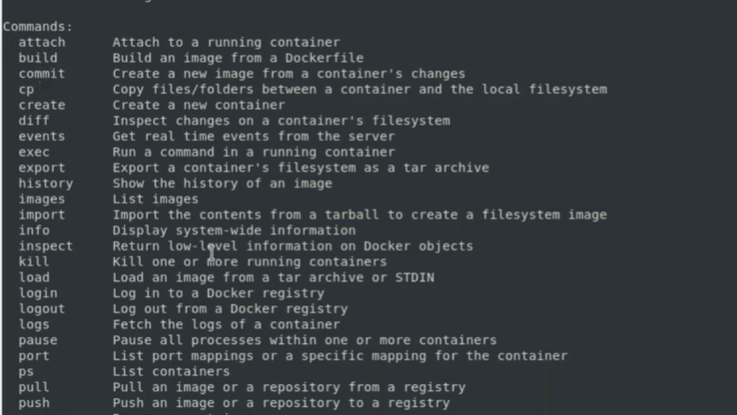 Commands:
attach Attach to a running container
build Build an image from a Dockerfile
commit Create a new image from a container's changes
cp Copy files/folders between a container and the local filesystem
create Create a new container
diff Inspect changes on a container's filesystem
events Get real time events from the server
exec Run a command in a running container
export Export a container's filesystem as a tar archive
history Show the history of an image
images List images
import Import the contents from a tarball to create a filesystem image
info Display system-wide information
inspect Return low-level information on Docker objects
kill Kill one or more running containers
load Load an image from a tar archive or STDIN
login Log in to a Docker registry
logout Log out from a Docker registry
logs Fetch the logs of a container
pause Pause all processes within one or more containers
port List port mappings or a specific mapping for the container
ps List containers
pull Pull an image or a repository from a registry
push Push an image or a repository to a registry